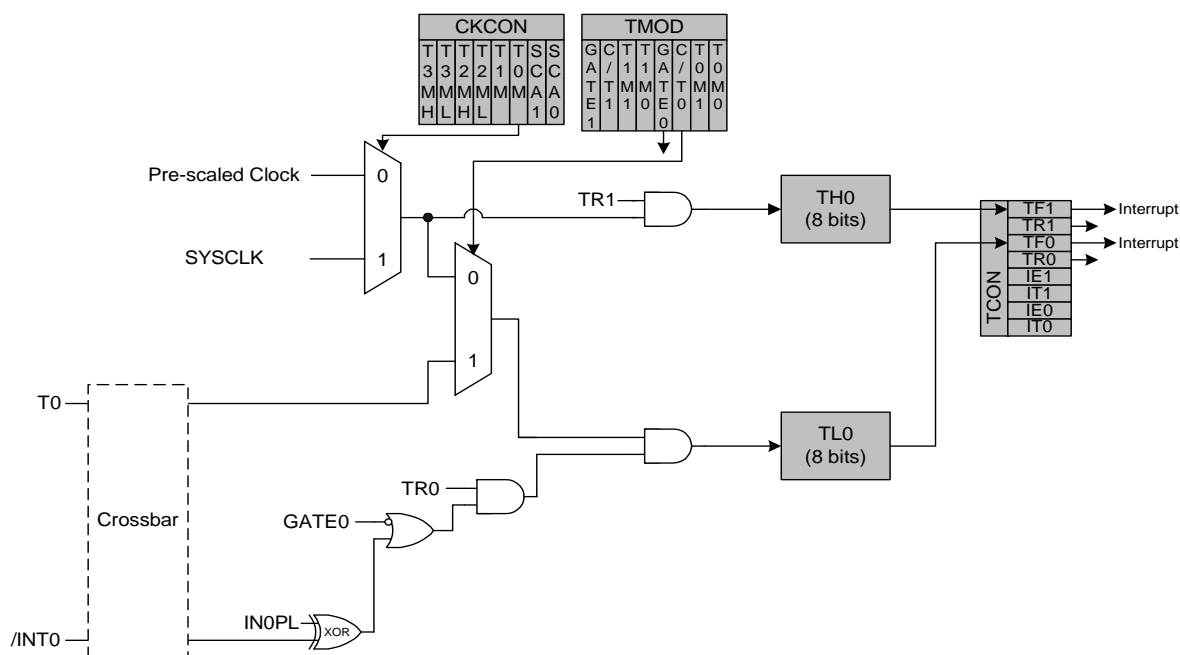 CKCON
T3MH
T3ML
T2MH
T2ML
T1M
T0M
SCA1
SCA0
TMOD
GATE1
C/T1
T1M1
T1M0
GATE0
C/T0
T0M1
T0M0
Pre-scaled Clock
0
SYSCLK
1
TR1
TH0
(8 bits)
TCON
TF1
TR1
TF0
TR0
IE1
IT1
IE0
IT0
Interrupt
Interrupt
0
1
T0
Crossbar
TL0
(8 bits)
TR0
GATE0
IN0PL
XOR
/INT0